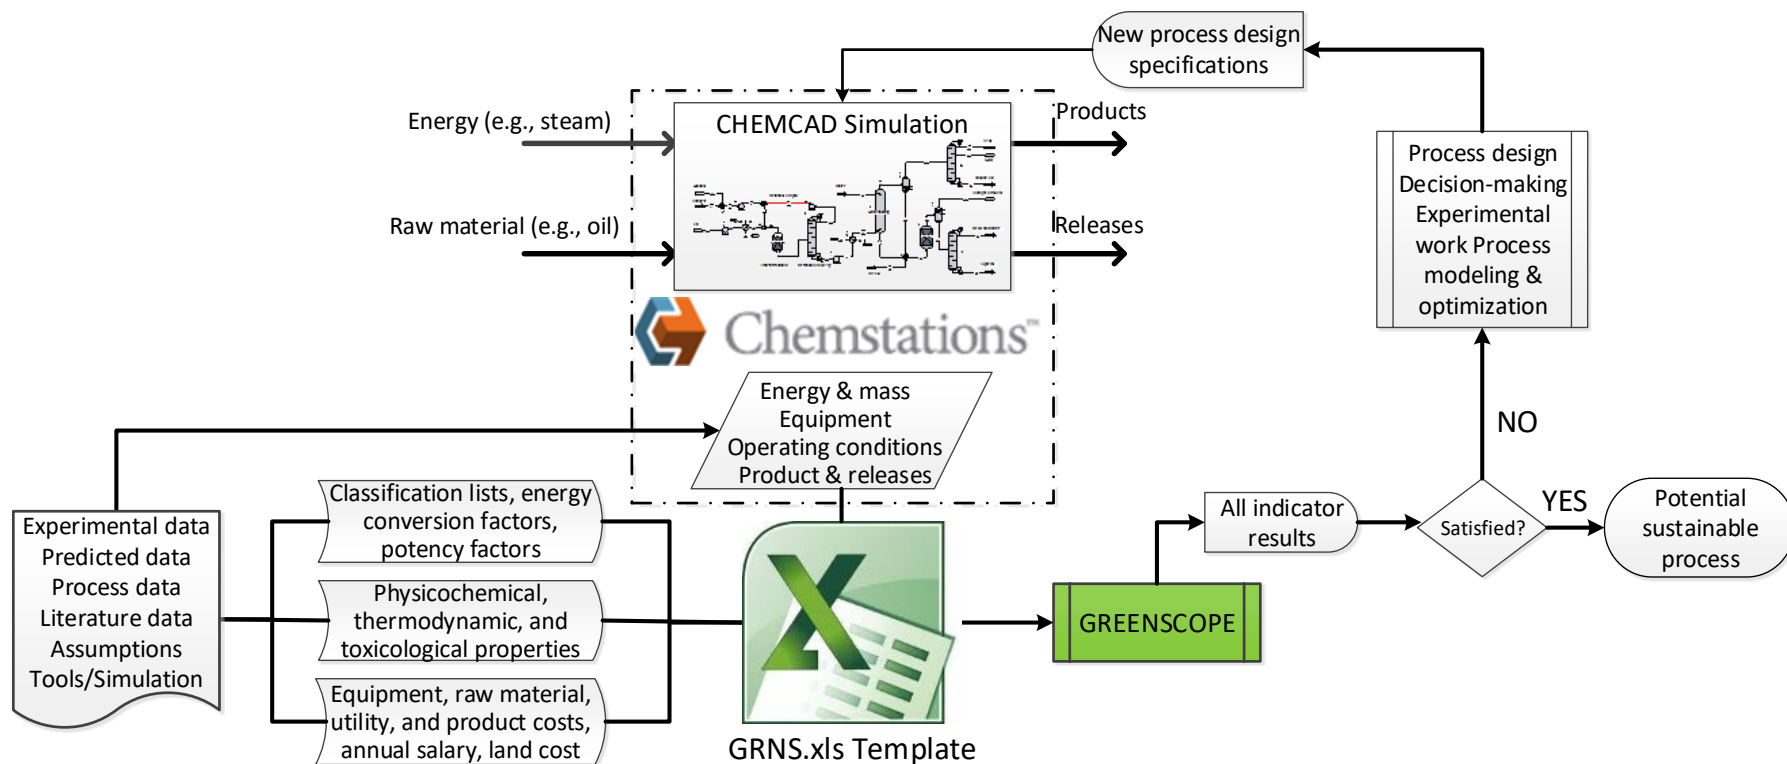 New process design
specifications
Energy (e.g., steam)
CHEMCAD Simulation
Products
Raw material (e.g., oil)
Releases
Process design
Decision-making
Experimental
work Process
modeling &
optimization
Chemstations™
Energy & mass
Equipment
Operating conditions
Product & releases
NO
YES
Experimental data
Predicted data
Process data
Literature data
Assumptions
Tools/Simulation
Classification lists, energy
conversion factors,
potency factors
Physicochemical,
thermodynamic, and
toxicological properties
Equipment, raw material,
utility, and product costs,
annual salary, land cost
GRNS.xls Template
GREENSCOPE
All indicator
results
Satisfied?
Potential
sustainable
process